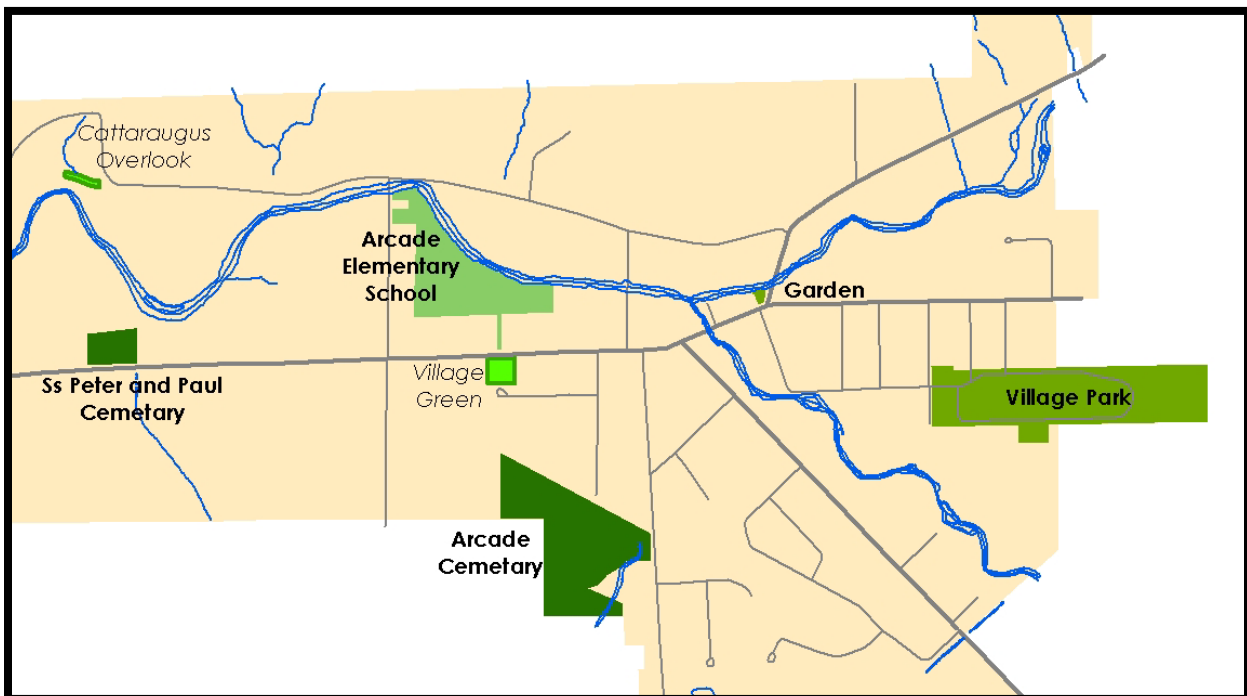 Cattaraugus
Overlook
Arcade
Elementary
School
Garden
Ss Peter and Paul
Cemetary
Village
Green
Village Park
Arcade
Cemetary